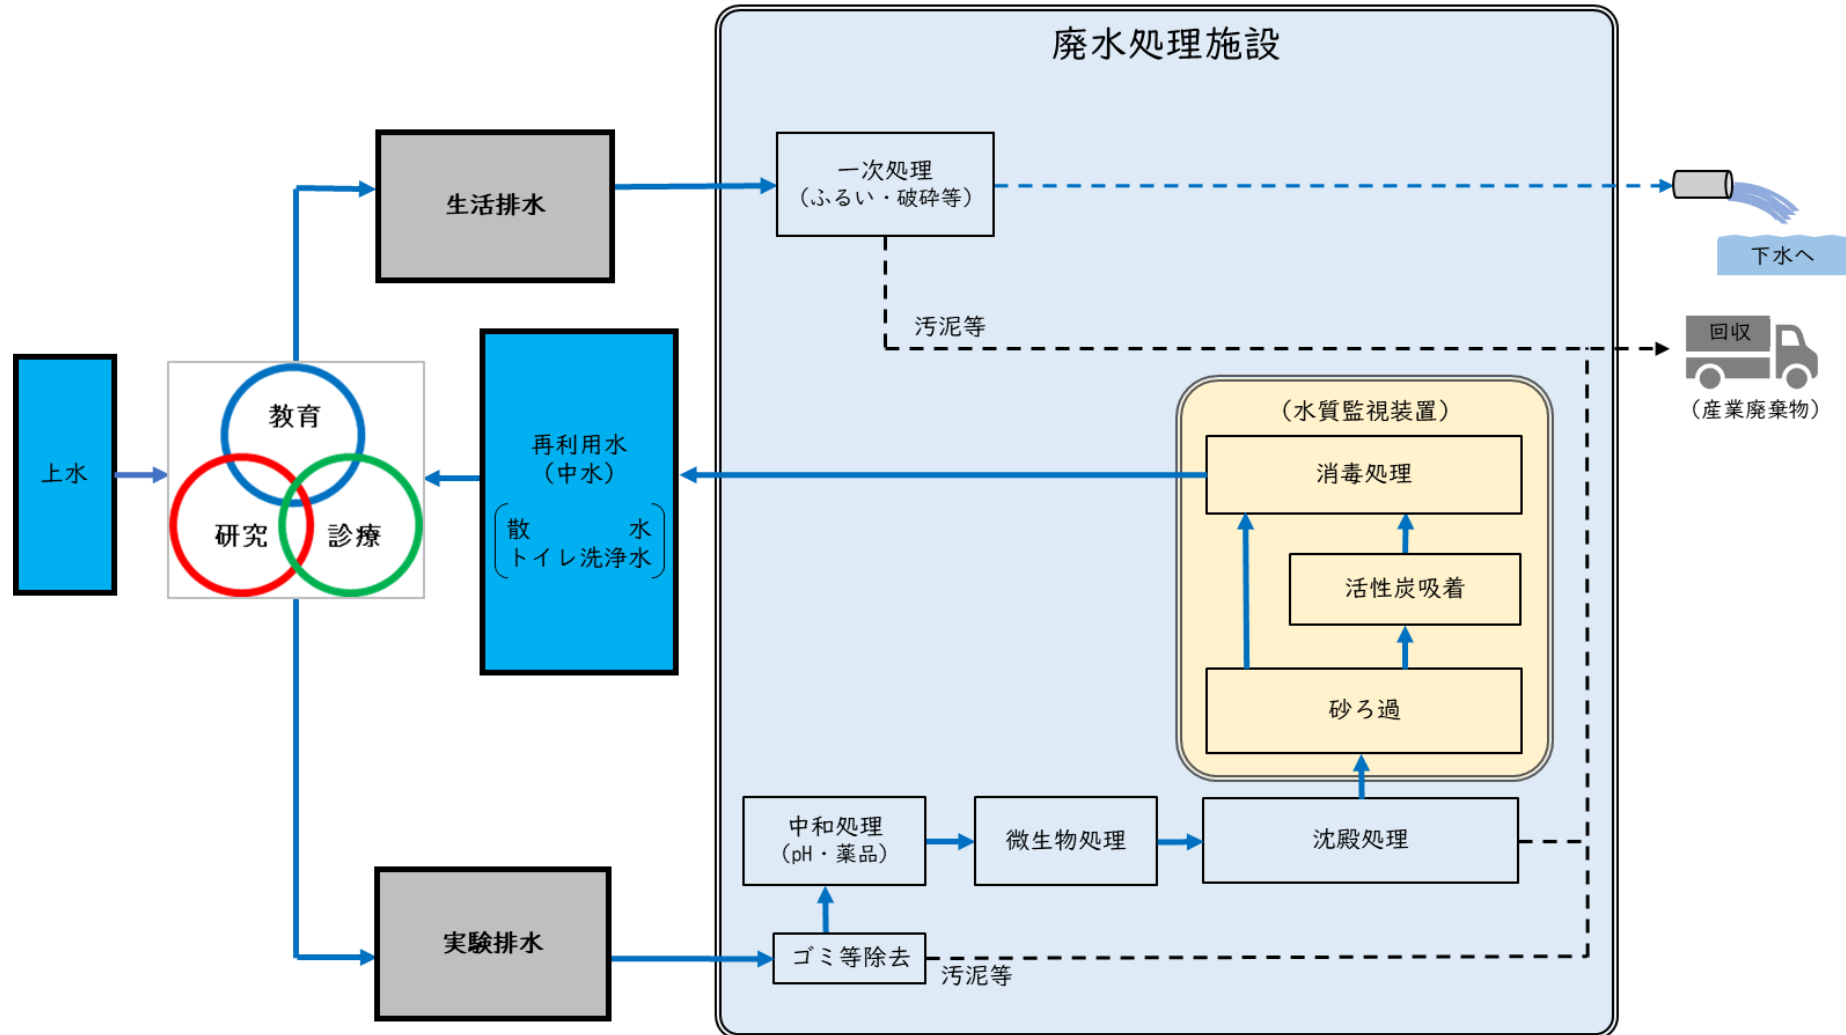 廃水処理施設
生活排水
一次処理
（ふるい・破砕等）
下水へ
汚泥等
回収
（産業廃棄物）
上水
教育
研究
診療
再利用水
（中水）
散　　　　水
トイレ洗浄水
（水質監視装置）
消毒処理
活性炭吸着
砂ろ過
中和処理
（pH・薬品）
微生物処理
沈殿処理
実験排水
ゴミ等除去
汚泥等